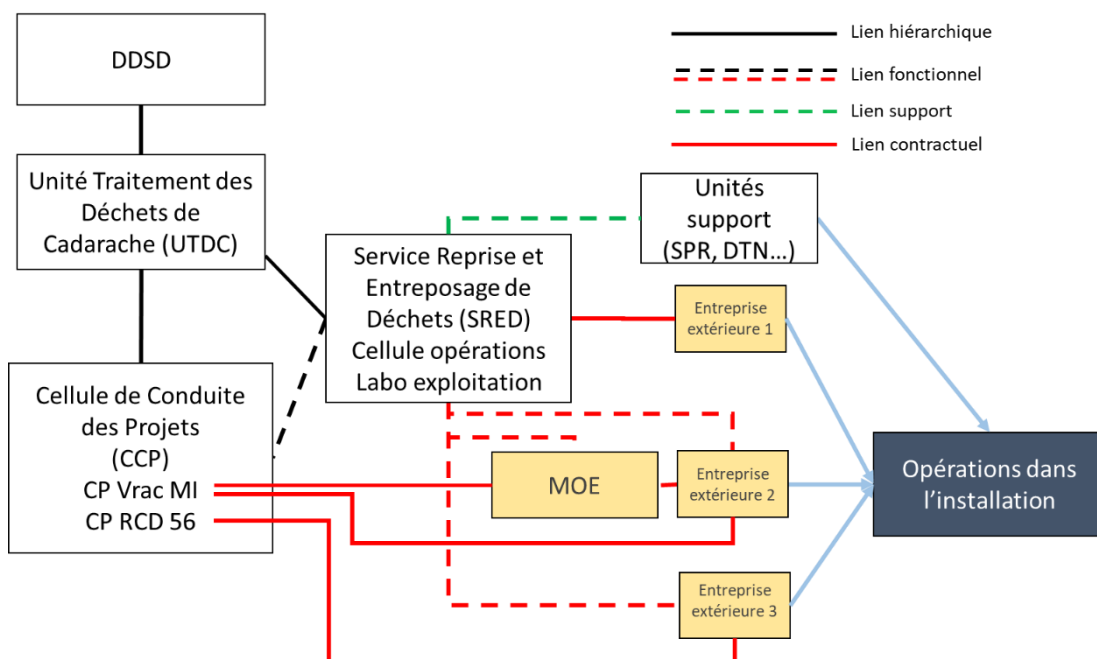 DDSD
Lien hiérarchique
Lien fonctionnel
Lien support
Lien contractuel
Unité Traitement des
Déchets de
Cadarache (UTDC)
Unités
support
(SPR, DTN...)
Service Reprise et
Entreposage de
Déchets (SRED)
Cellule opérations
Labo exploitation
Entreprise
extérieure 1
Cellule de Conduite
des Projets
(CCP)
CP Vrac MI
CP RCD 56
MOE
Entreprise
extérieure 2
Opérations dans
l'installation
Entreprise
extérieure 3